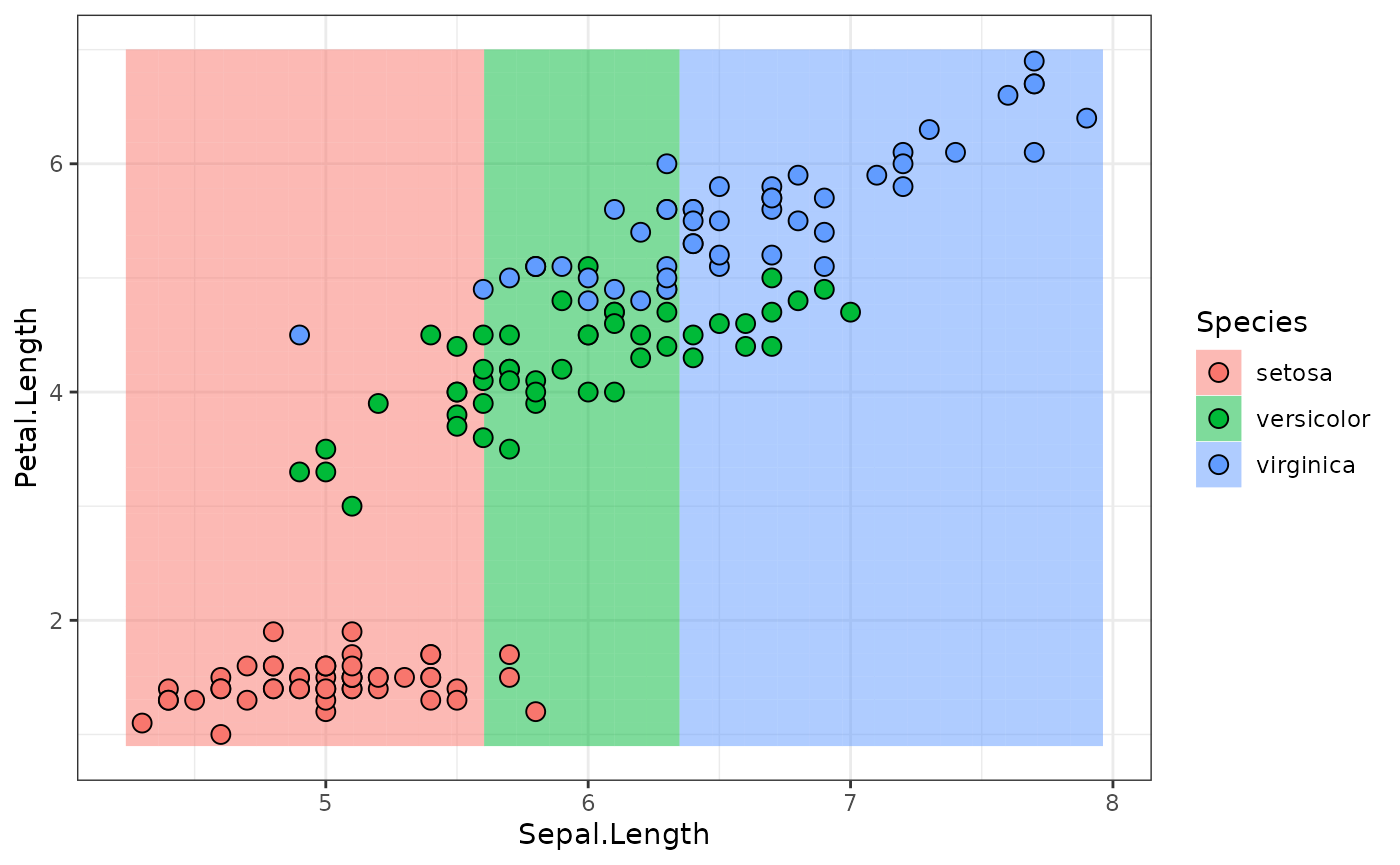 Petal.Length
6
4
2
5 6 7 8
Sepal.Length
Species
setosa
versicolor
virginica